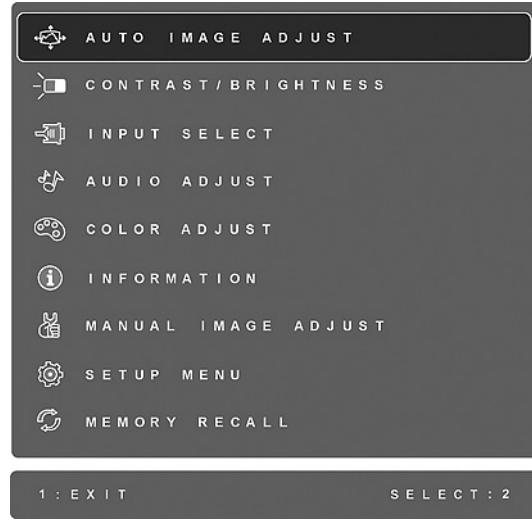 AUTO IMAGE ADJUST
CONTRAST/BRIGHTNESS
INPUT SELECT
AUDIO ADJUST
COLOR ADJUST
INFORMATION
MANUAL IMAGE ADJUST
SETUP MENU
MEMORY RECALL
1:EXIT SELECT:2